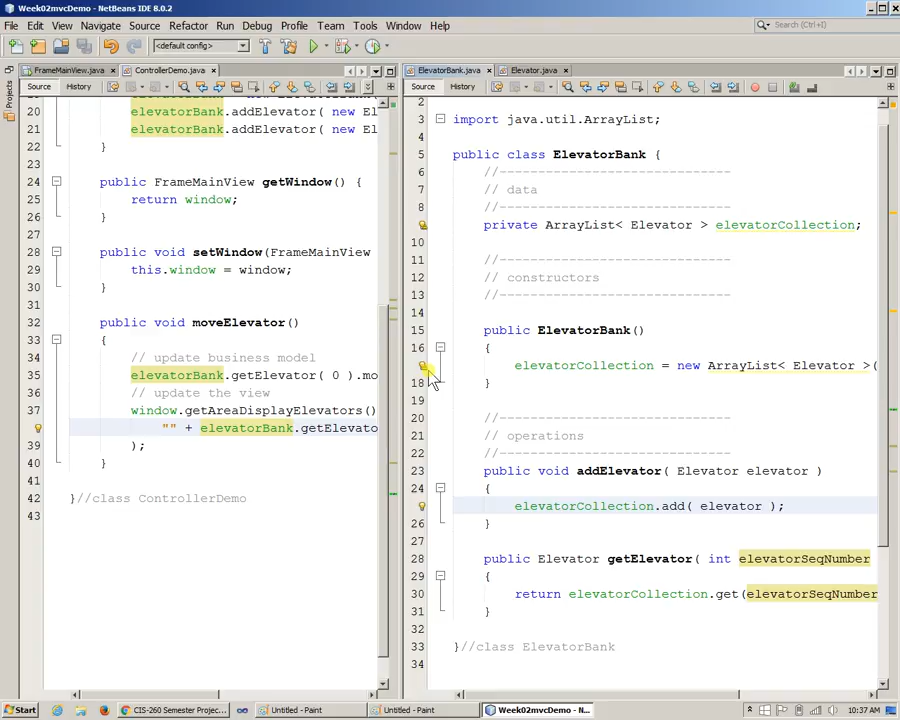 Week02mvcDemo - NetBeans IDE 8.0.2
File Edit View Navigate Source Refactor Run Debug Profile Team Tools Window Help
<default config>
Search (Ctrl+I)
Projects
FrameMainView.java ControllerDemo.java
Source History
20 elevatorBank.addElevator( new El
21 elevatorBank.addElevator( new El
22 }
23
24 public FrameMainView getWindow() {
25 return window;
26 }
27
28 public void setWindow(FrameMainView
29 this.window = window;
30 }
31
32 public void moveElevator()
33 {
34 // update business model
35 elevatorBank.getElevator( 0 ).mo
36 // update the view
37 window.getAreaDisplayElevators()
"" + elevatorBank.getElevato
39 );
40 }
41
42 }//class ControllerDemo
43
ElevatorBank.java Elevator.java
Source History
2
3 import java.util.ArrayList;
4
5 public class ElevatorBank {
6 //------------------------------
7 // data
8 //------------------------------
private ArrayList< Elevator > elevatorCollection;
10
11 //------------------------------
12 // constructors
13 //------------------------------
14
15 public ElevatorBank()
16 {
elevatorCollection = new ArrayList< Elevator >(
18 }
19
20 //------------------------------
21 // operations
22 //------------------------------
23 public void addElevator( Elevator elevator )
24 {
elevatorCollection.add( elevator );
26 }
27
28 public Elevator getElevator( int elevatorSeqNumber
29 {
30 return elevatorCollection.get(elevatorSeqNumber
31 }
32
33 }//class ElevatorBank
34
Start
CIS-260 Semester Projec...
Untitled - Paint
Untitled - Paint
Week02mvcDemo - N...
10:37 AM